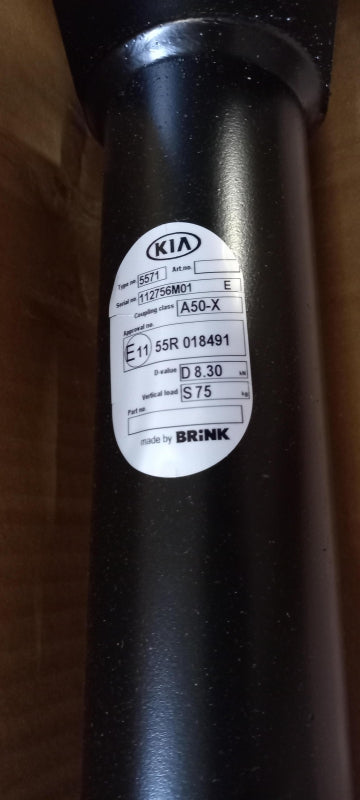 KIA
Type no. 5571 Art.no.
Serial no. 112756M01 E
Coupling class A50-X
Approval no.
E11 55R 018491
D-value D 8.30 kN
Vertical load S 75 kg
Part no.
made by BRiNK